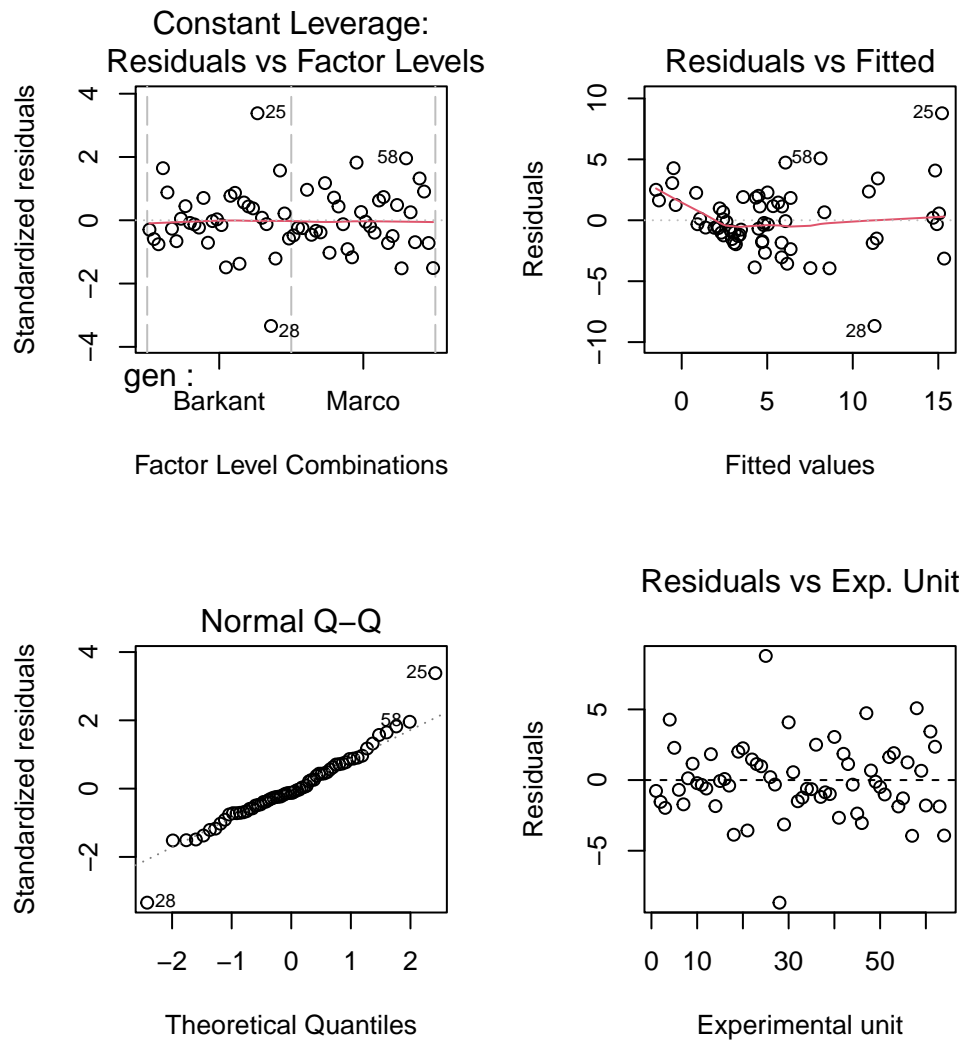 Constant Leverage:
Residuals vs Factor Levels
Standardized residuals
4
2
0
−2
−4
25
58
28
gen :
Barkant Marco
Factor Level Combinations
Residuals vs Fitted
Residuals
10
5
0
−5
−10
25
58
28
0 5 10 15
Fitted values
Normal Q−Q
Standardized residuals
4
2
0
−2
25
58
28
−2 −1 0 1 2
Theoretical Quantiles
Residuals vs Exp. Unit
Residuals
5
0
−5
0 10 30 50
Experimental unit